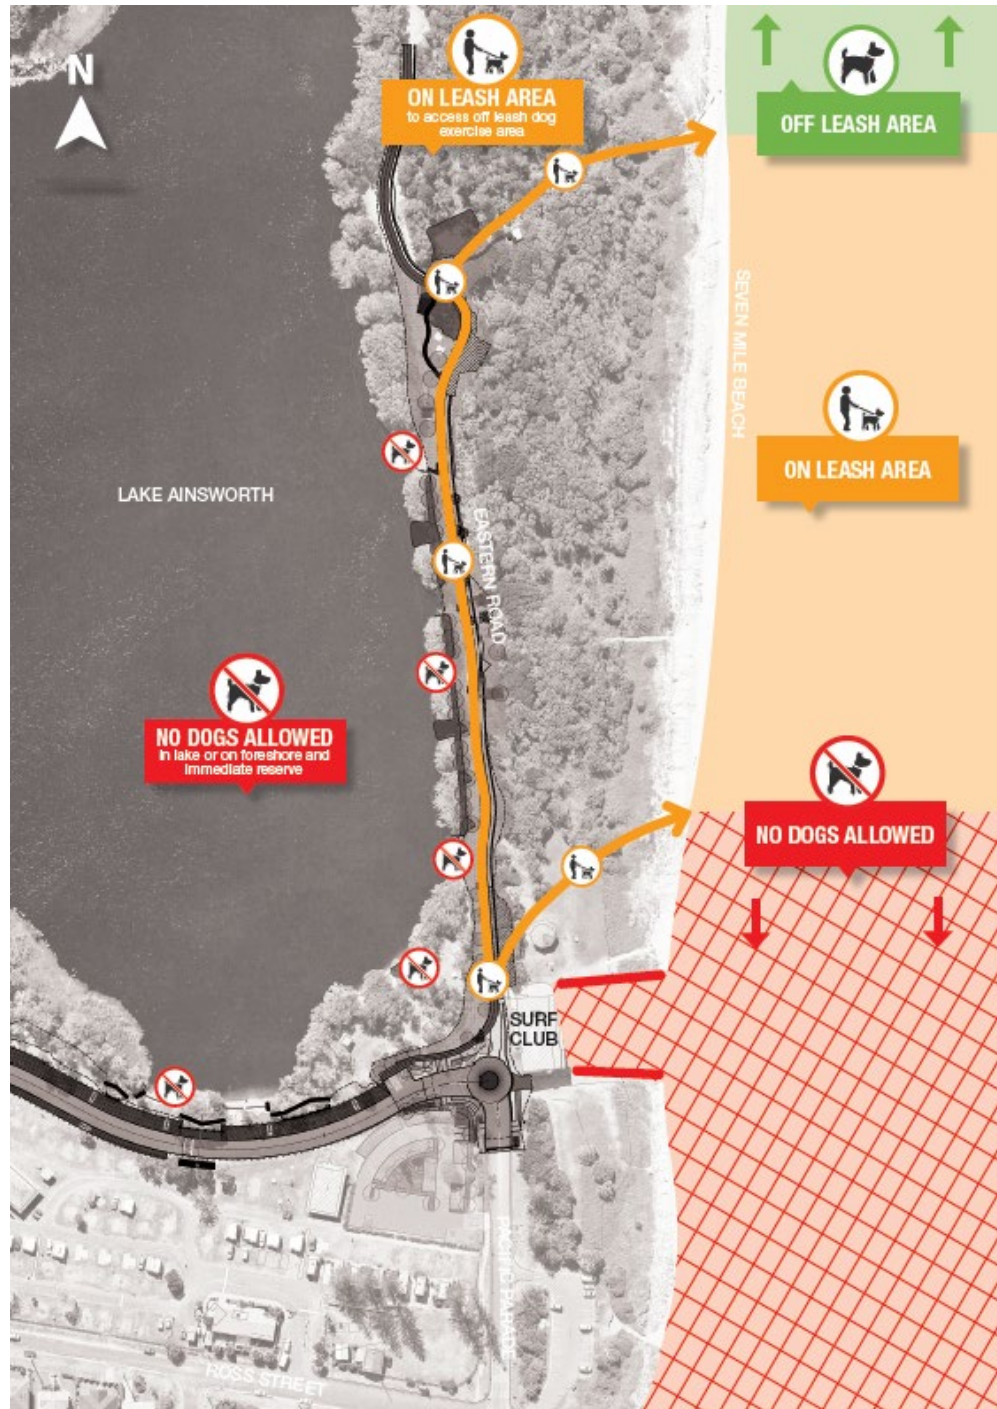 N
ON LEASH AREA
to access off leash dog
exercise area
OFF LEASH AREA
SEVEN MILE BEACH
ON LEASH AREA
LAKE AINSWORTH
EASTERN ROAD
NO DOGS ALLOWED
in lake or on foreshore and
immediate reserve
NO DOGS ALLOWED
SURF
CLUB
PACIFIC PARADE
ROSS STREET